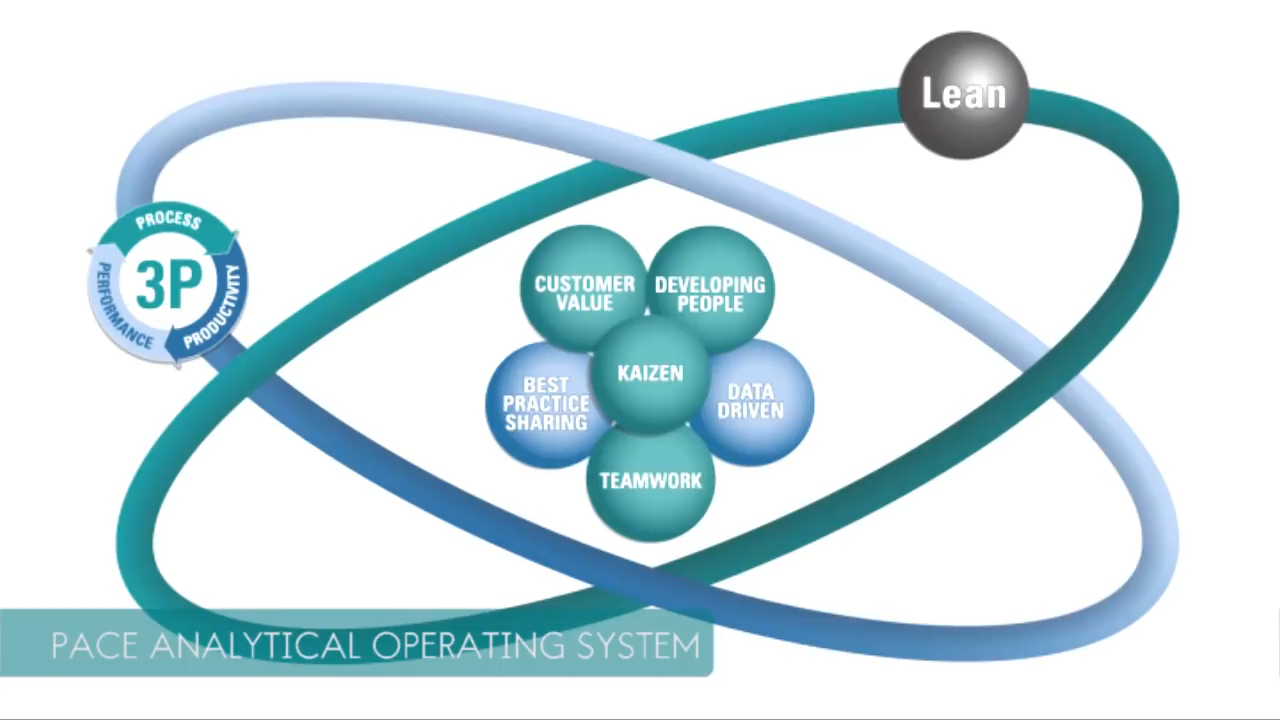 Lean
PROCESS
3P
PERFORMANCE
PRODUCTIVITY
CUSTOMER
VALUE
DEVELOPING
PEOPLE
KAIZEN
BEST
PRACTICE
SHARING
DATA
DRIVEN
TEAMWORK
PACE ANALYTICAL OPERATING SYSTEM